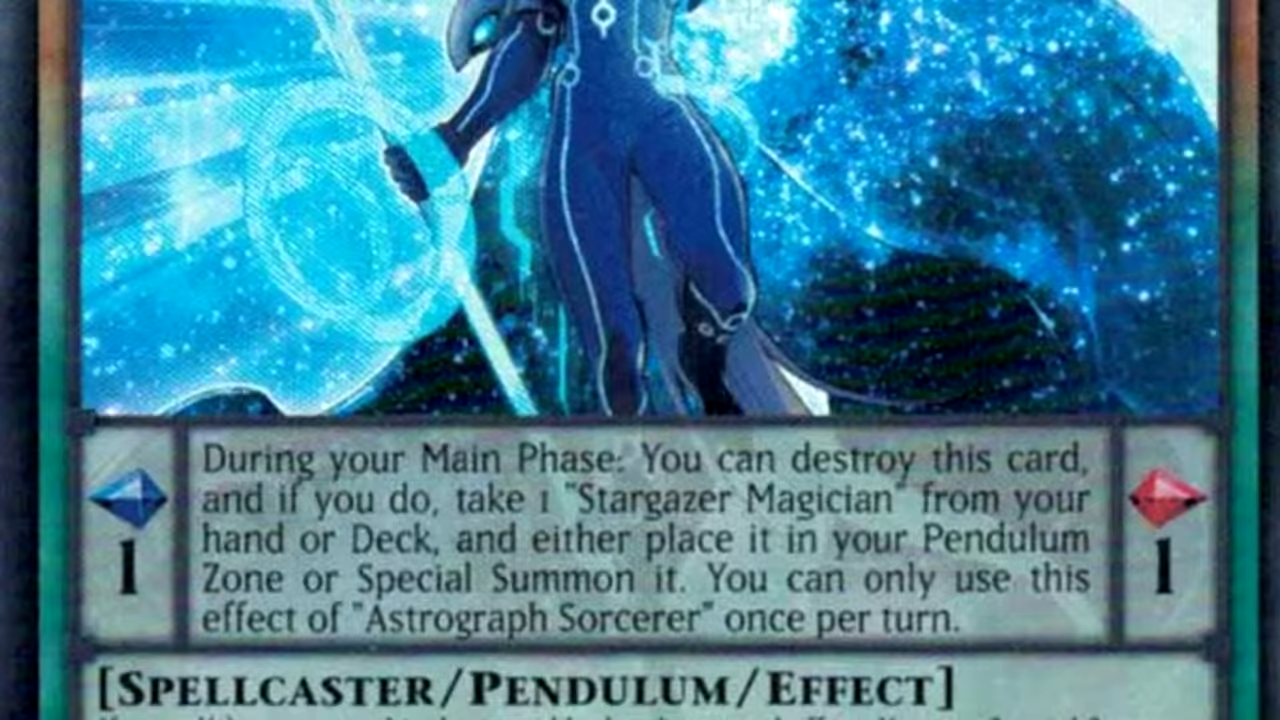 During your Main Phase: You can destroy this card,
and if you do, take 1 "Stargazer Magician" from your
hand or Deck, and either place it in your Pendulum
Zone or Special Summon it. You can only use this
effect of "Astrograph Sorcerer" once per turn.
1
1
[SPELLCASTER/PENDULUM/EFFECT]